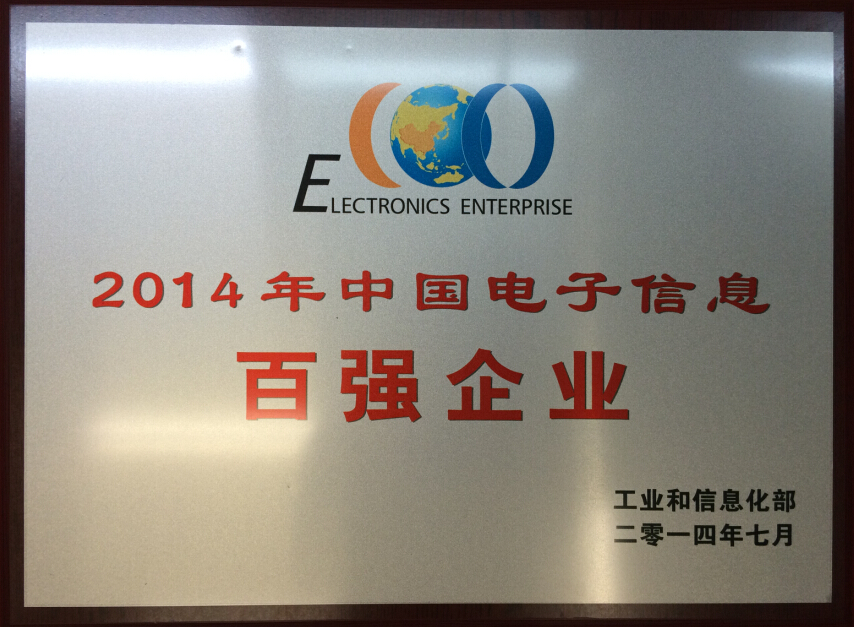 ELECTRONICS ENTERPRISE
2014年中国电子信息
百强企业
工业和信息化部
二零一四年七月